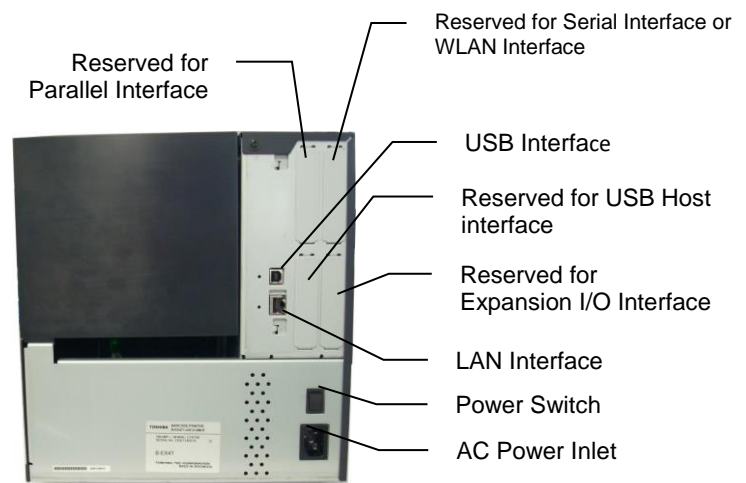 Reserved for Serial Interface or
WLAN Interface
Reserved for
Parallel Interface
USB Interface
Reserved for USB Host
interface
Reserved for
Expansion I/O Interface
LAN Interface
Power Switch
AC Power Inlet
TOSHIBA
B-EX4T